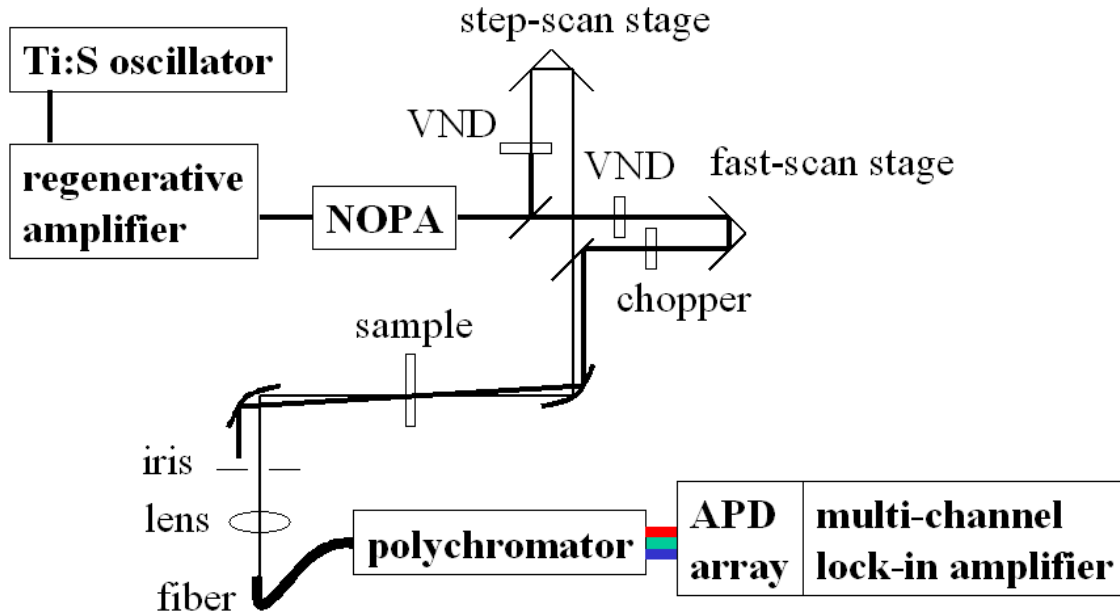 step-scan stage
Ti:S oscillator
VND
VND
fast-scan stage
regenerative
amplifier
NOPA
chopper
sample
iris
lens
fiber
polychromator
APD
array
multi-channel
lock-in amplifier